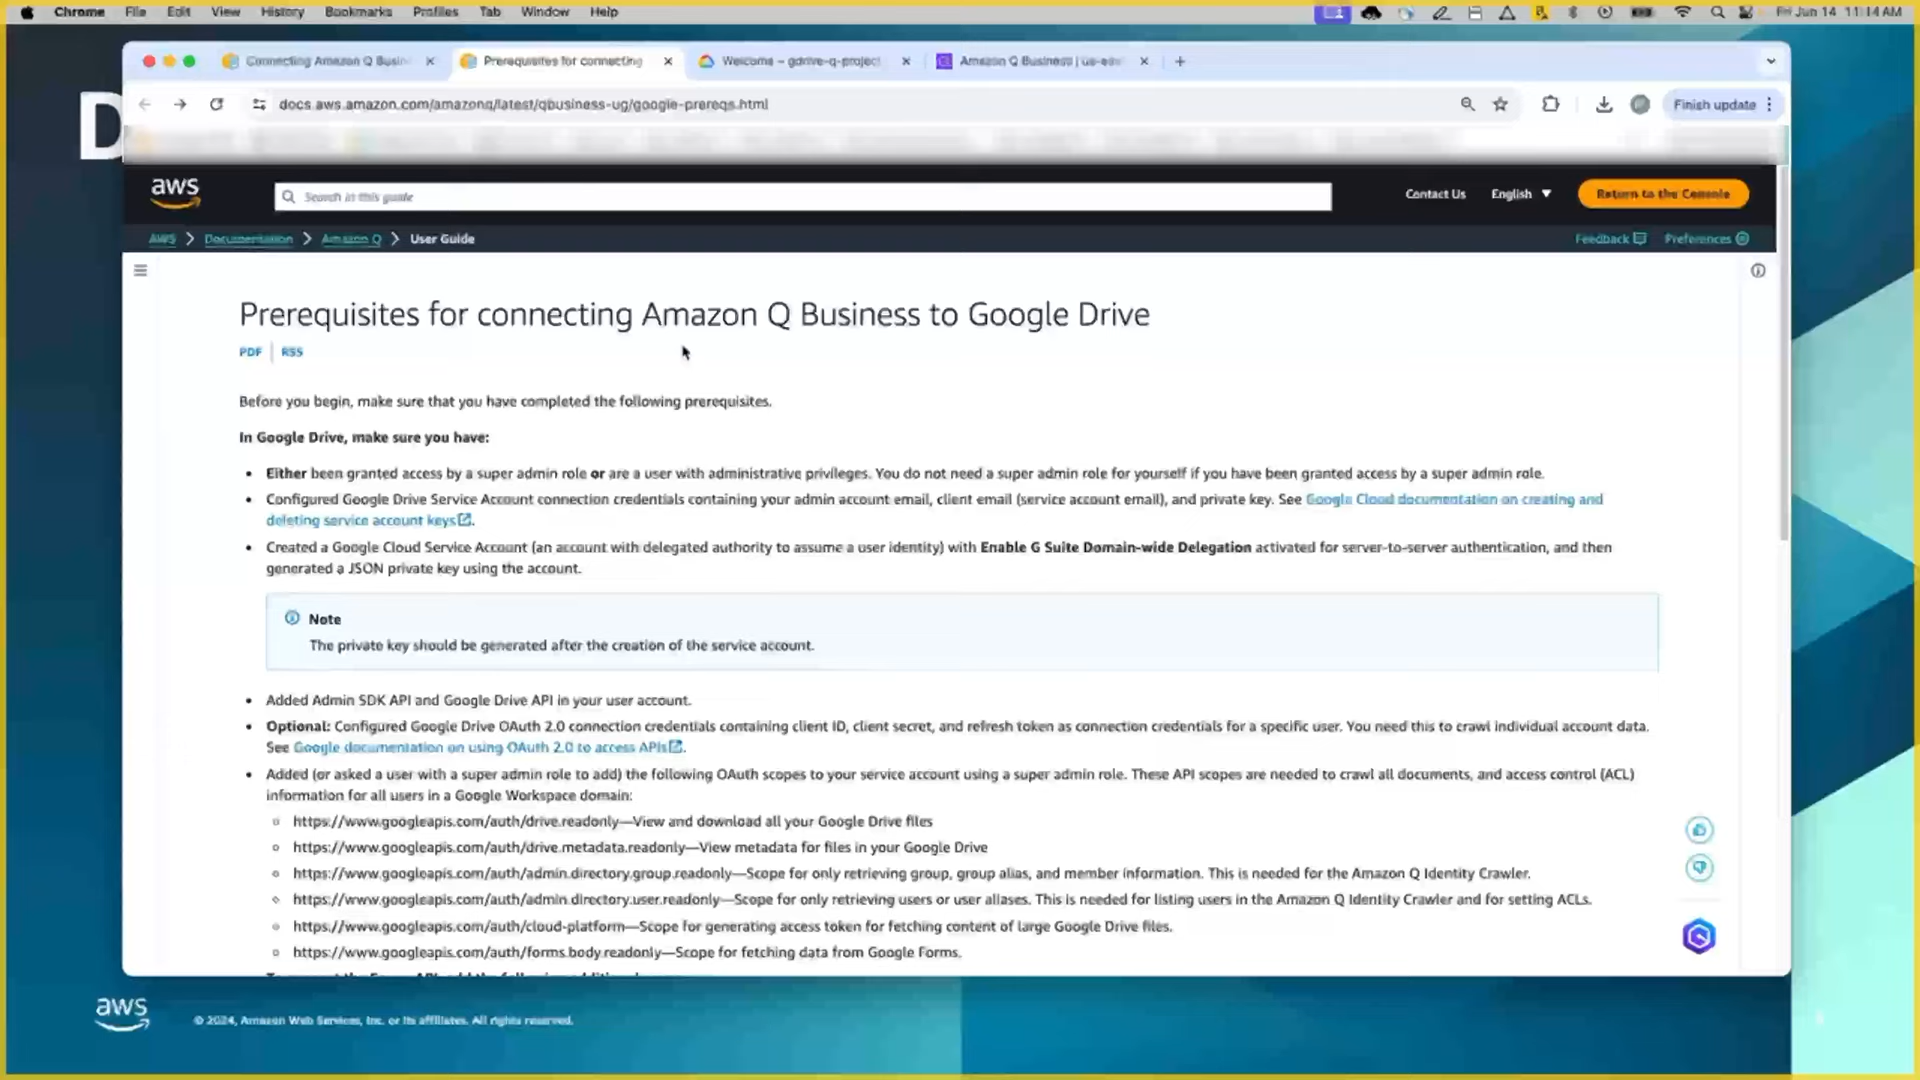 Chrome File Edit View History Bookmarks Profiles Tab Window Help Fri Jun 14 11:14 AM
D
Connecting Amazon Q Busin Prerequisites for connecting Welcome – gdrive-q-project Amazon Q Business | us-eas
docs.aws.amazon.com/amazonq/latest/qbusiness-ug/google-prereqs.html Finish update
aws Search in this guide Contact Us English Return to the Console
AWS > Documentation > Amazon Q > User Guide Feedback Preferences
Prerequisites for connecting Amazon Q Business to Google Drive
PDF | RSS
Before you begin, make sure that you have completed the following prerequisites.
In Google Drive, make sure you have:
• Either been granted access by a super admin role or are a user with administrative privileges. You do not need a super admin role for yourself if you have been granted access by a super admin role.
• Configured Google Drive Service Account connection credentials containing your admin account email, client email (service account email), and private key. See Google Cloud documentation on creating and
deleting service account keys.
• Created a Google Cloud Service Account (an account with delegated authority to assume a user identity) with Enable G Suite Domain-wide Delegation activated for server-to-server authentication, and then
generated a JSON private key using the account.
Note
The private key should be generated after the creation of the service account.
• Added Admin SDK API and Google Drive API in your user account.
• Optional: Configured Google Drive OAuth 2.0 connection credentials containing client ID, client secret, and refresh token as connection credentials for a specific user. You need this to crawl individual account data.
See Google documentation on using OAuth 2.0 to access APIs.
• Added (or asked a user with a super admin role to add) the following OAuth scopes to your service account using a super admin role. These API scopes are needed to crawl all documents, and access control (ACL)
information for all users in a Google Workspace domain:
https://www.googleapis.com/auth/drive.readonly—View and download all your Google Drive files
https://www.googleapis.com/auth/drive.metadata.readonly—View metadata for files in your Google Drive
https://www.googleapis.com/auth/admin.directory.group.readonly—Scope for only retrieving group, group alias, and member information. This is needed for the Amazon Q Identity Crawler.
https://www.googleapis.com/auth/admin.directory.user.readonly—Scope for only retrieving users or user aliases. This is needed for listing users in the Amazon Q Identity Crawler and for setting ACLs.
https://www.googleapis.com/auth/cloud-platform—Scope for generating access token for fetching content of large Google Drive files.
https://www.googleapis.com/auth/forms.body.readonly—Scope for fetching data from Google Forms.
aws © 2024, Amazon Web Services, Inc. or its affiliates. All rights reserved.